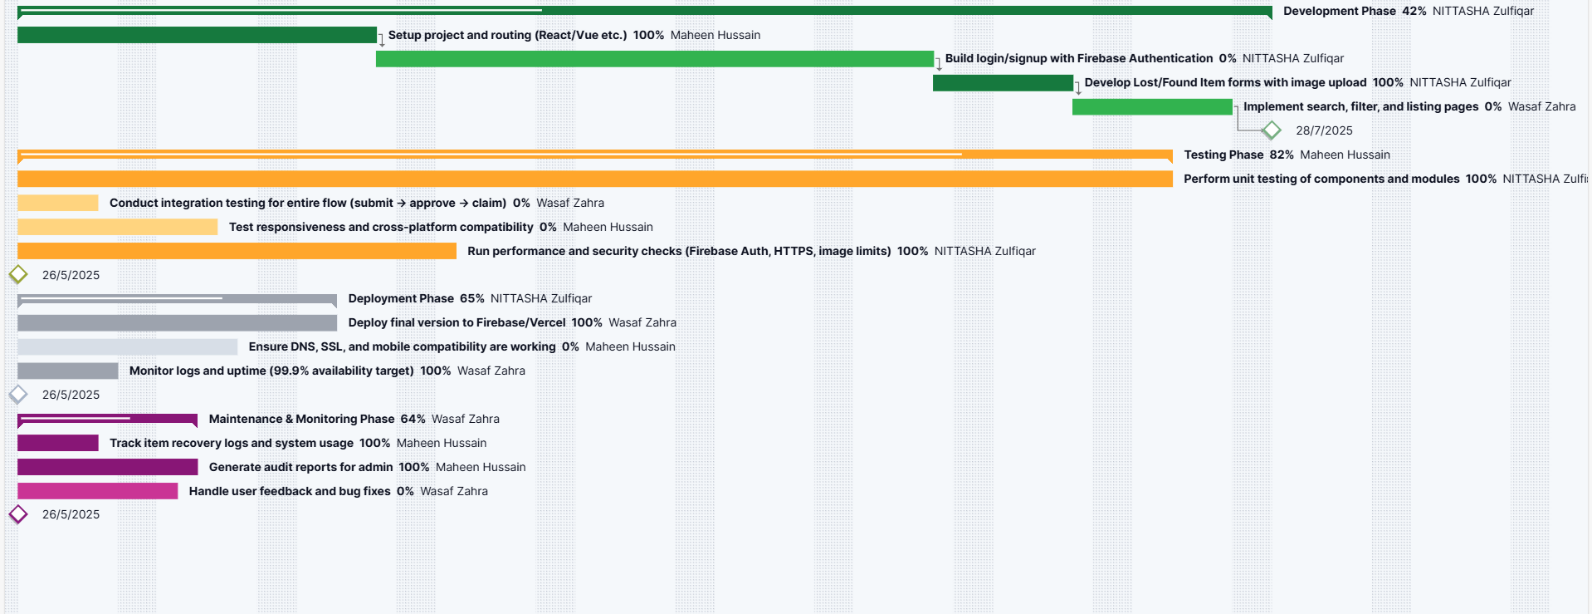 Development Phase 42% NITTASHA Zulfiqar
Setup project and routing (React/Vue etc.) 100% Maheen Hussain
Build login/signup with Firebase Authentication 0% NITTASHA Zulfiqar
Develop Lost/Found Item forms with image upload 100% NITTASHA Zulfiqar
Implement search, filter, and listing pages 0% Wasaf Zahra
28/7/2025
Testing Phase 82% Maheen Hussain
Perform unit testing of components and modules 100% NITTASHA Zulfi
Conduct integration testing for entire flow (submit → approve → claim) 0% Wasaf Zahra
Test responsiveness and cross-platform compatibility 0% Maheen Hussain
Run performance and security checks (Firebase Auth, HTTPS, image limits) 100% NITTASHA Zulfiqar
26/5/2025
Deployment Phase 65% NITTASHA Zulfiqar
Deploy final version to Firebase/Vercel 100% Wasaf Zahra
Ensure DNS, SSL, and mobile compatibility are working 0% Maheen Hussain
Monitor logs and uptime (99.9% availability target) 100% Wasaf Zahra
26/5/2025
Maintenance & Monitoring Phase 64% Wasaf Zahra
Track item recovery logs and system usage 100% Maheen Hussain
Generate audit reports for admin 100% Maheen Hussain
Handle user feedback and bug fixes 0% Wasaf Zahra
26/5/2025